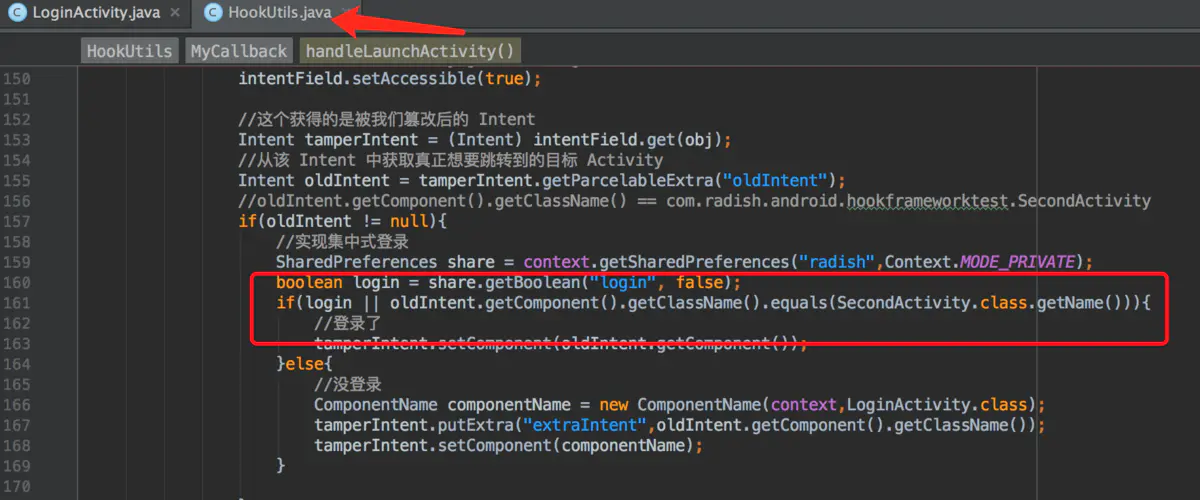 LoginActivity.java ×
HookUtils.java
HookUtils MyCallback handleLaunchActivity()
150 intentField.setAccessible(true);
151
152 //这个获得的是被我们篡改后的 Intent
153 Intent tamperIntent = (Intent) intentField.get(obj);
154 //从该 Intent 中获取真正想要跳转到的目标 Activity
155 Intent oldIntent = tamperIntent.getParcelableExtra("oldIntent");
156 //oldIntent.getComponent().getClassName() == com.radish.android.hookframeworktest.SecondActivity
157 if(oldIntent != null){
158 //实现集中式登录
159 SharedPreferences share = context.getSharedPreferences("radish",Context.MODE_PRIVATE);
160 boolean login = share.getBoolean("login", false);
161 if(login || oldIntent.getComponent().getClassName().equals(SecondActivity.class.getName())){
162 //登录了
163 tamperIntent.setComponent(oldIntent.getComponent());
164 }else{
165 //没登录
166 ComponentName componentName = new ComponentName(context,LoginActivity.class);
167 tamperIntent.putExtra("extraIntent",oldIntent.getComponent().getClassName());
168 tamperIntent.setComponent(componentName);
169 }
170